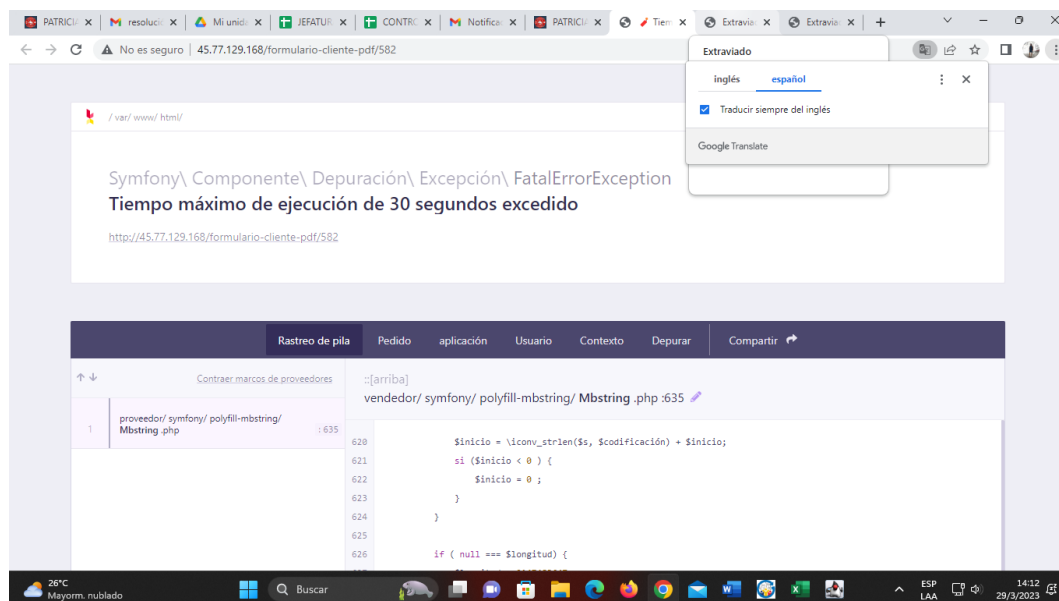 PATRICIA
resolucio
Mi unida
JEFATUR
CONTRO
Notificac
PATRICIA
Tiem
Extravia
Extravia
No es seguro | 45.77.129.168/formulario-cliente-pdf/582
Extraviado
inglés español
Traducir siempre del inglés
Google Translate
/ var/ www/ html/
Symfony\ Componente\ Depuración\ Excepción\ FatalErrorException
Tiempo máximo de ejecución de 30 segundos excedido
http://45.77.129.168/formulario-cliente-pdf/582
Rastreo de pila Pedido aplicación Usuario Contexto Depurar Compartir
Contraer marcos de proveedores
1 proveedor/ symfony/ polyfill-mbstring/
Mbstring .php : 635
::[arriba]
vendedor/ symfony/ polyfill-mbstring/ Mbstring .php :635
620 $inicio = \iconv_strlen($s, $codificación) + $inicio;
621 si ($inicio < 0 ) {
622 $inicio = 0 ;
623 }
624 }
625
626 if ( null === $longitud) {
26°C
Mayorm. nublado
Buscar
ESP
LAA
14:12
29/3/2023